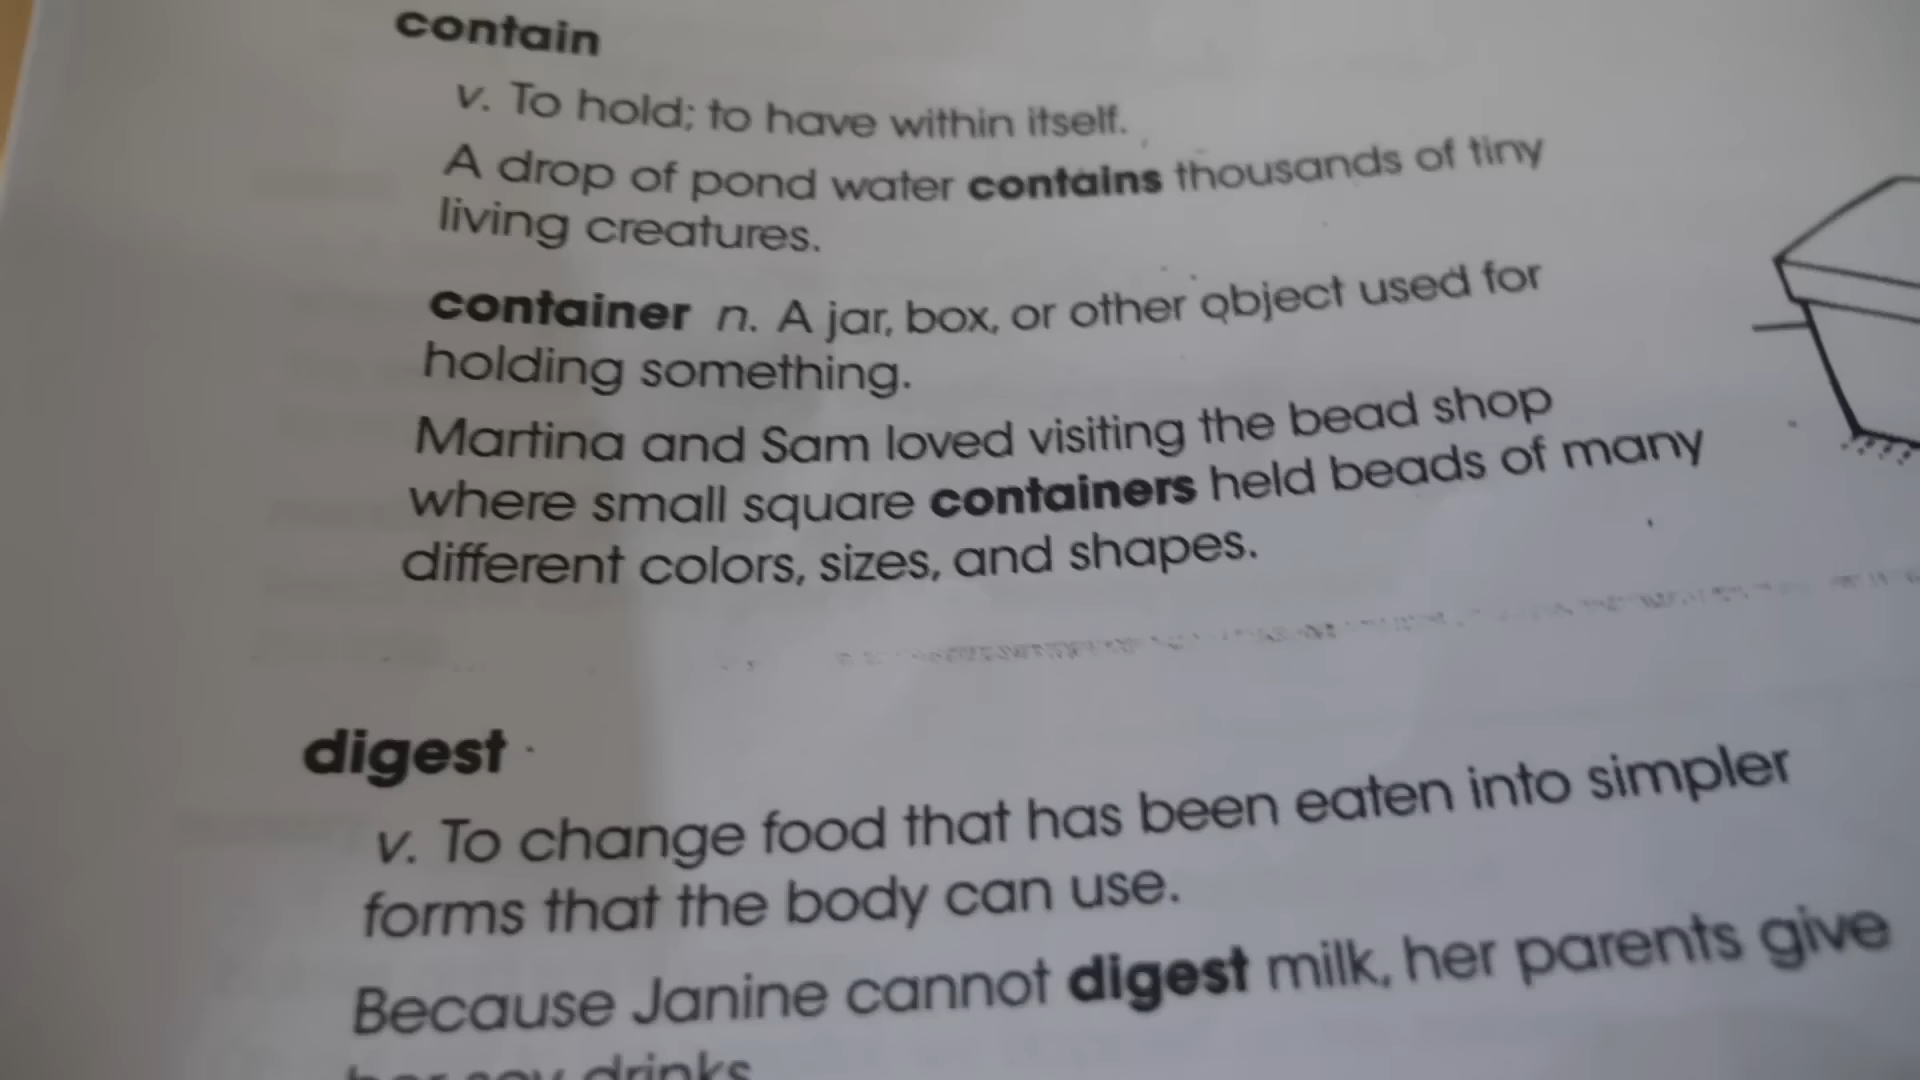 contain
v. To hold; to have within itself.
A drop of pond water contains thousands of tiny
living creatures.
container n. A jar, box, or other object used for
holding something.
Martina and Sam loved visiting the bead shop
where small square containers held beads of many
different colors, sizes, and shapes.
digest
v. To change food that has been eaten into simpler
forms that the body can use.
Because Janine cannot digest milk, her parents give
her soy drinks